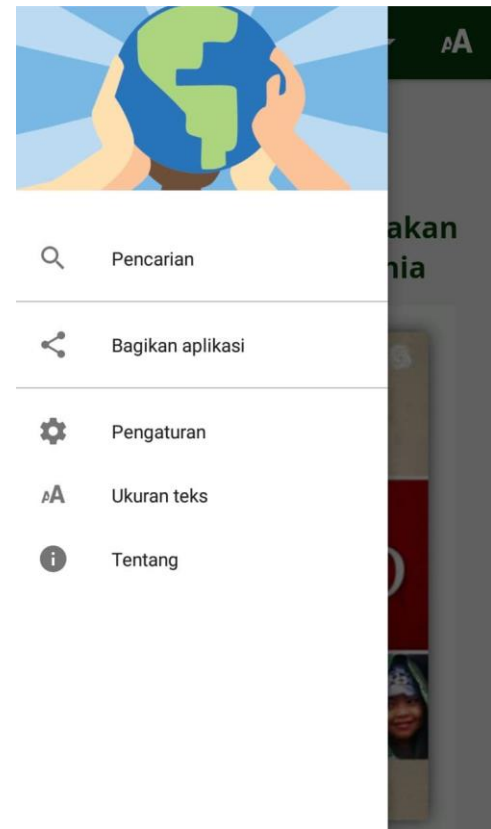 AA
akan
nia
Pencarian
Bagikan aplikasi
Pengaturan
AA Ukuran teks
Tentang